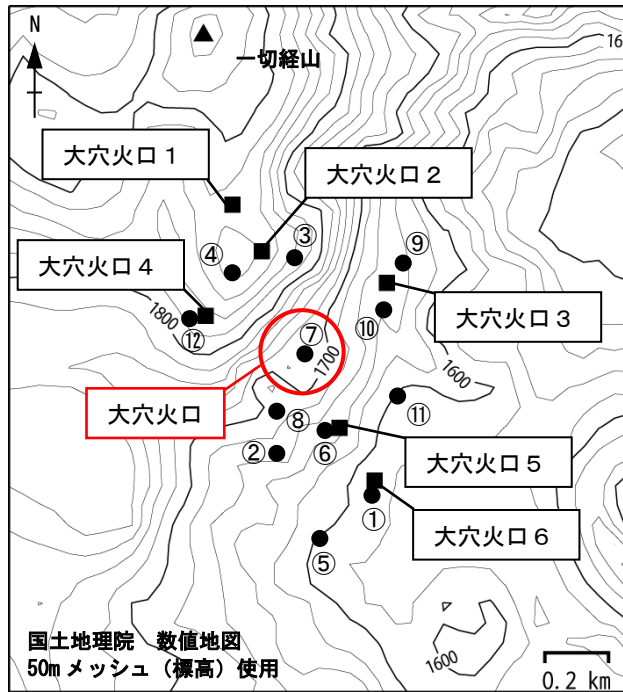 N
16
一切経山
大穴火口1
大穴火口2
③
⑨
④
大穴火口4
大穴火口3
1800
⑫
⑩
⑦
1700
1600
大穴火口
⑪
⑧
②
⑥
大穴火口5
①
大穴火口6
⑤
国土地理院 数値地図
50mメッシュ（標高）使用
1600
0.2 km